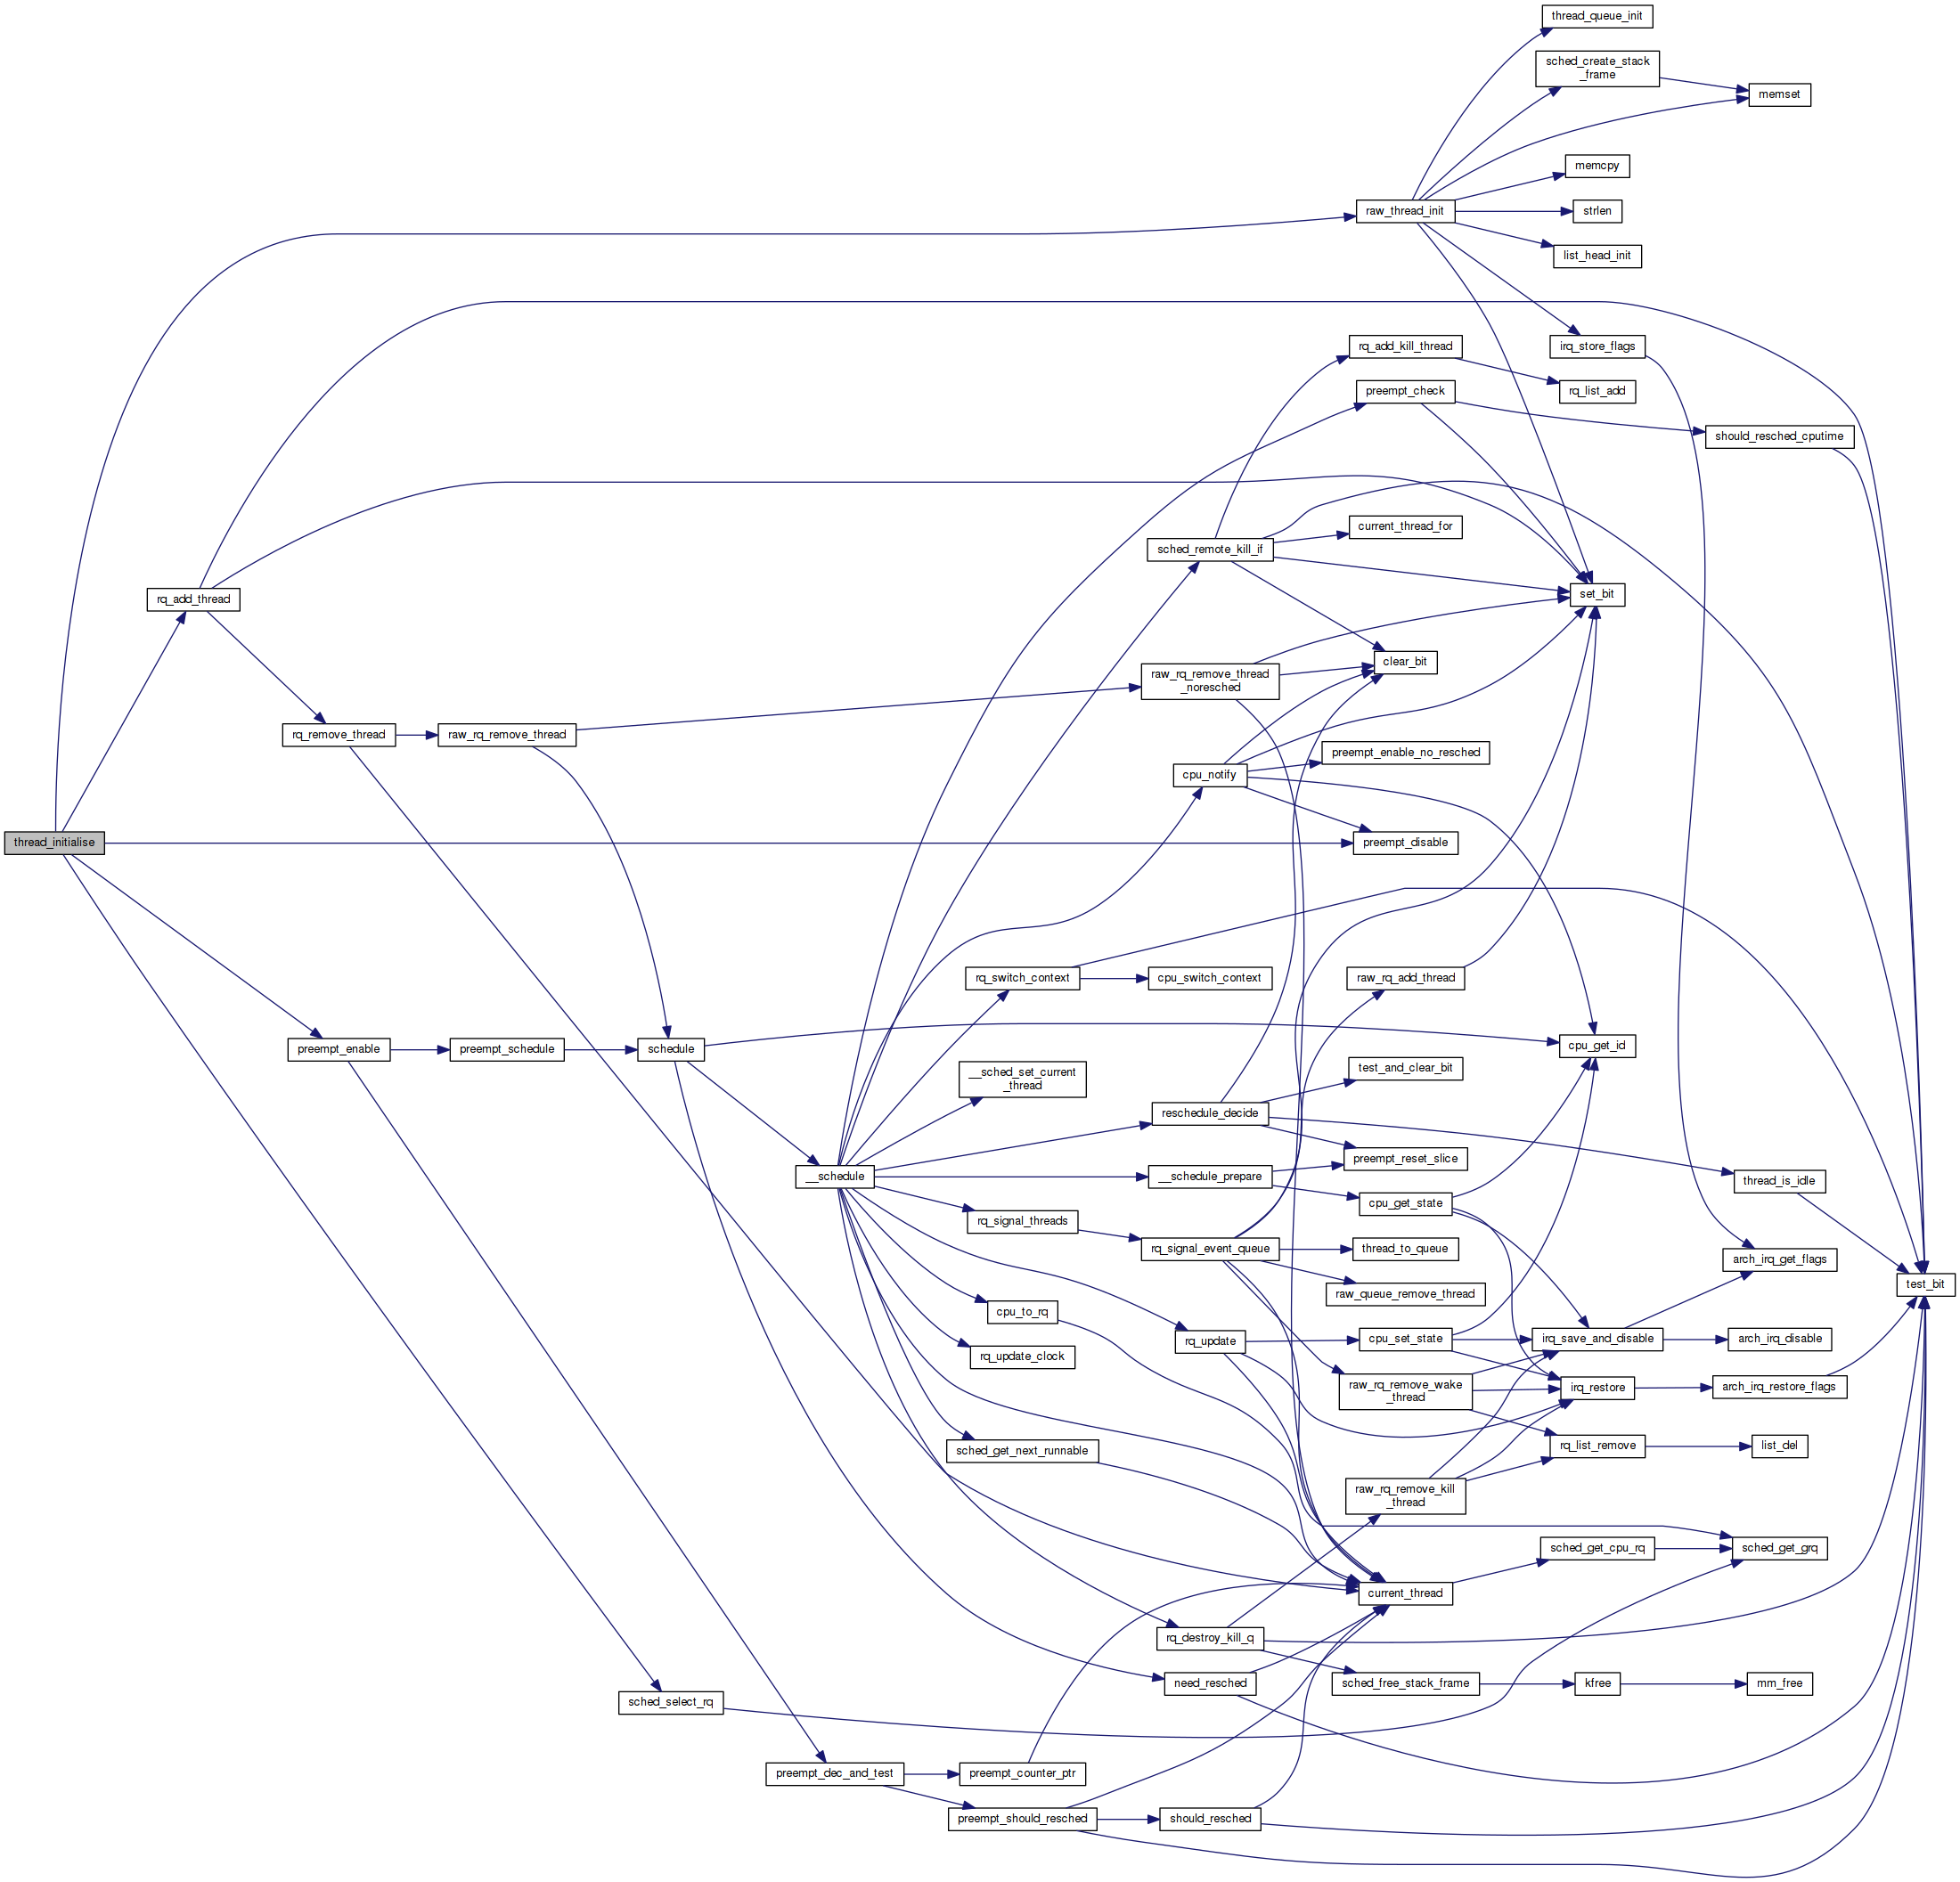 thread_queue_init
sched_create_stack
_frame
memset
memcpy
raw_thread_init
strlen
list_head_init
rq_add_kill_thread
irq_store_flags
preempt_check
rq_list_add
should_resched_cputime
current_thread_for
sched_remote_kill_if
rq_add_thread
set_bit
clear_bit
raw_rq_remove_thread
_noresched
rq_remove_thread
raw_rq_remove_thread
preempt_enable_no_resched
cpu_notify
thread_initialise
preempt_disable
rq_switch_context
cpu_switch_context
raw_rq_add_thread
preempt_enable
preempt_schedule
schedule
cpu_get_id
__sched_set_current
_thread
test_and_clear_bit
reschedule_decide
preempt_reset_slice
__schedule
__schedule_prepare
thread_is_idle
cpu_get_state
rq_signal_threads
rq_signal_event_queue
thread_to_queue
arch_irq_get_flags
test_bit
raw_queue_remove_thread
cpu_to_rq
rq_update
cpu_set_state
irq_save_and_disable
arch_irq_disable
rq_update_clock
raw_rq_remove_wake
_thread
irq_restore
arch_irq_restore_flags
sched_get_next_runnable
rq_list_remove
list_del
raw_rq_remove_kill
_thread
sched_get_cpu_rq
sched_get_grq
current_thread
rq_destroy_kill_q
need_resched
sched_free_stack_frame
kfree
mm_free
sched_select_rq
preempt_dec_and_test
preempt_counter_ptr
preempt_should_resched
should_resched